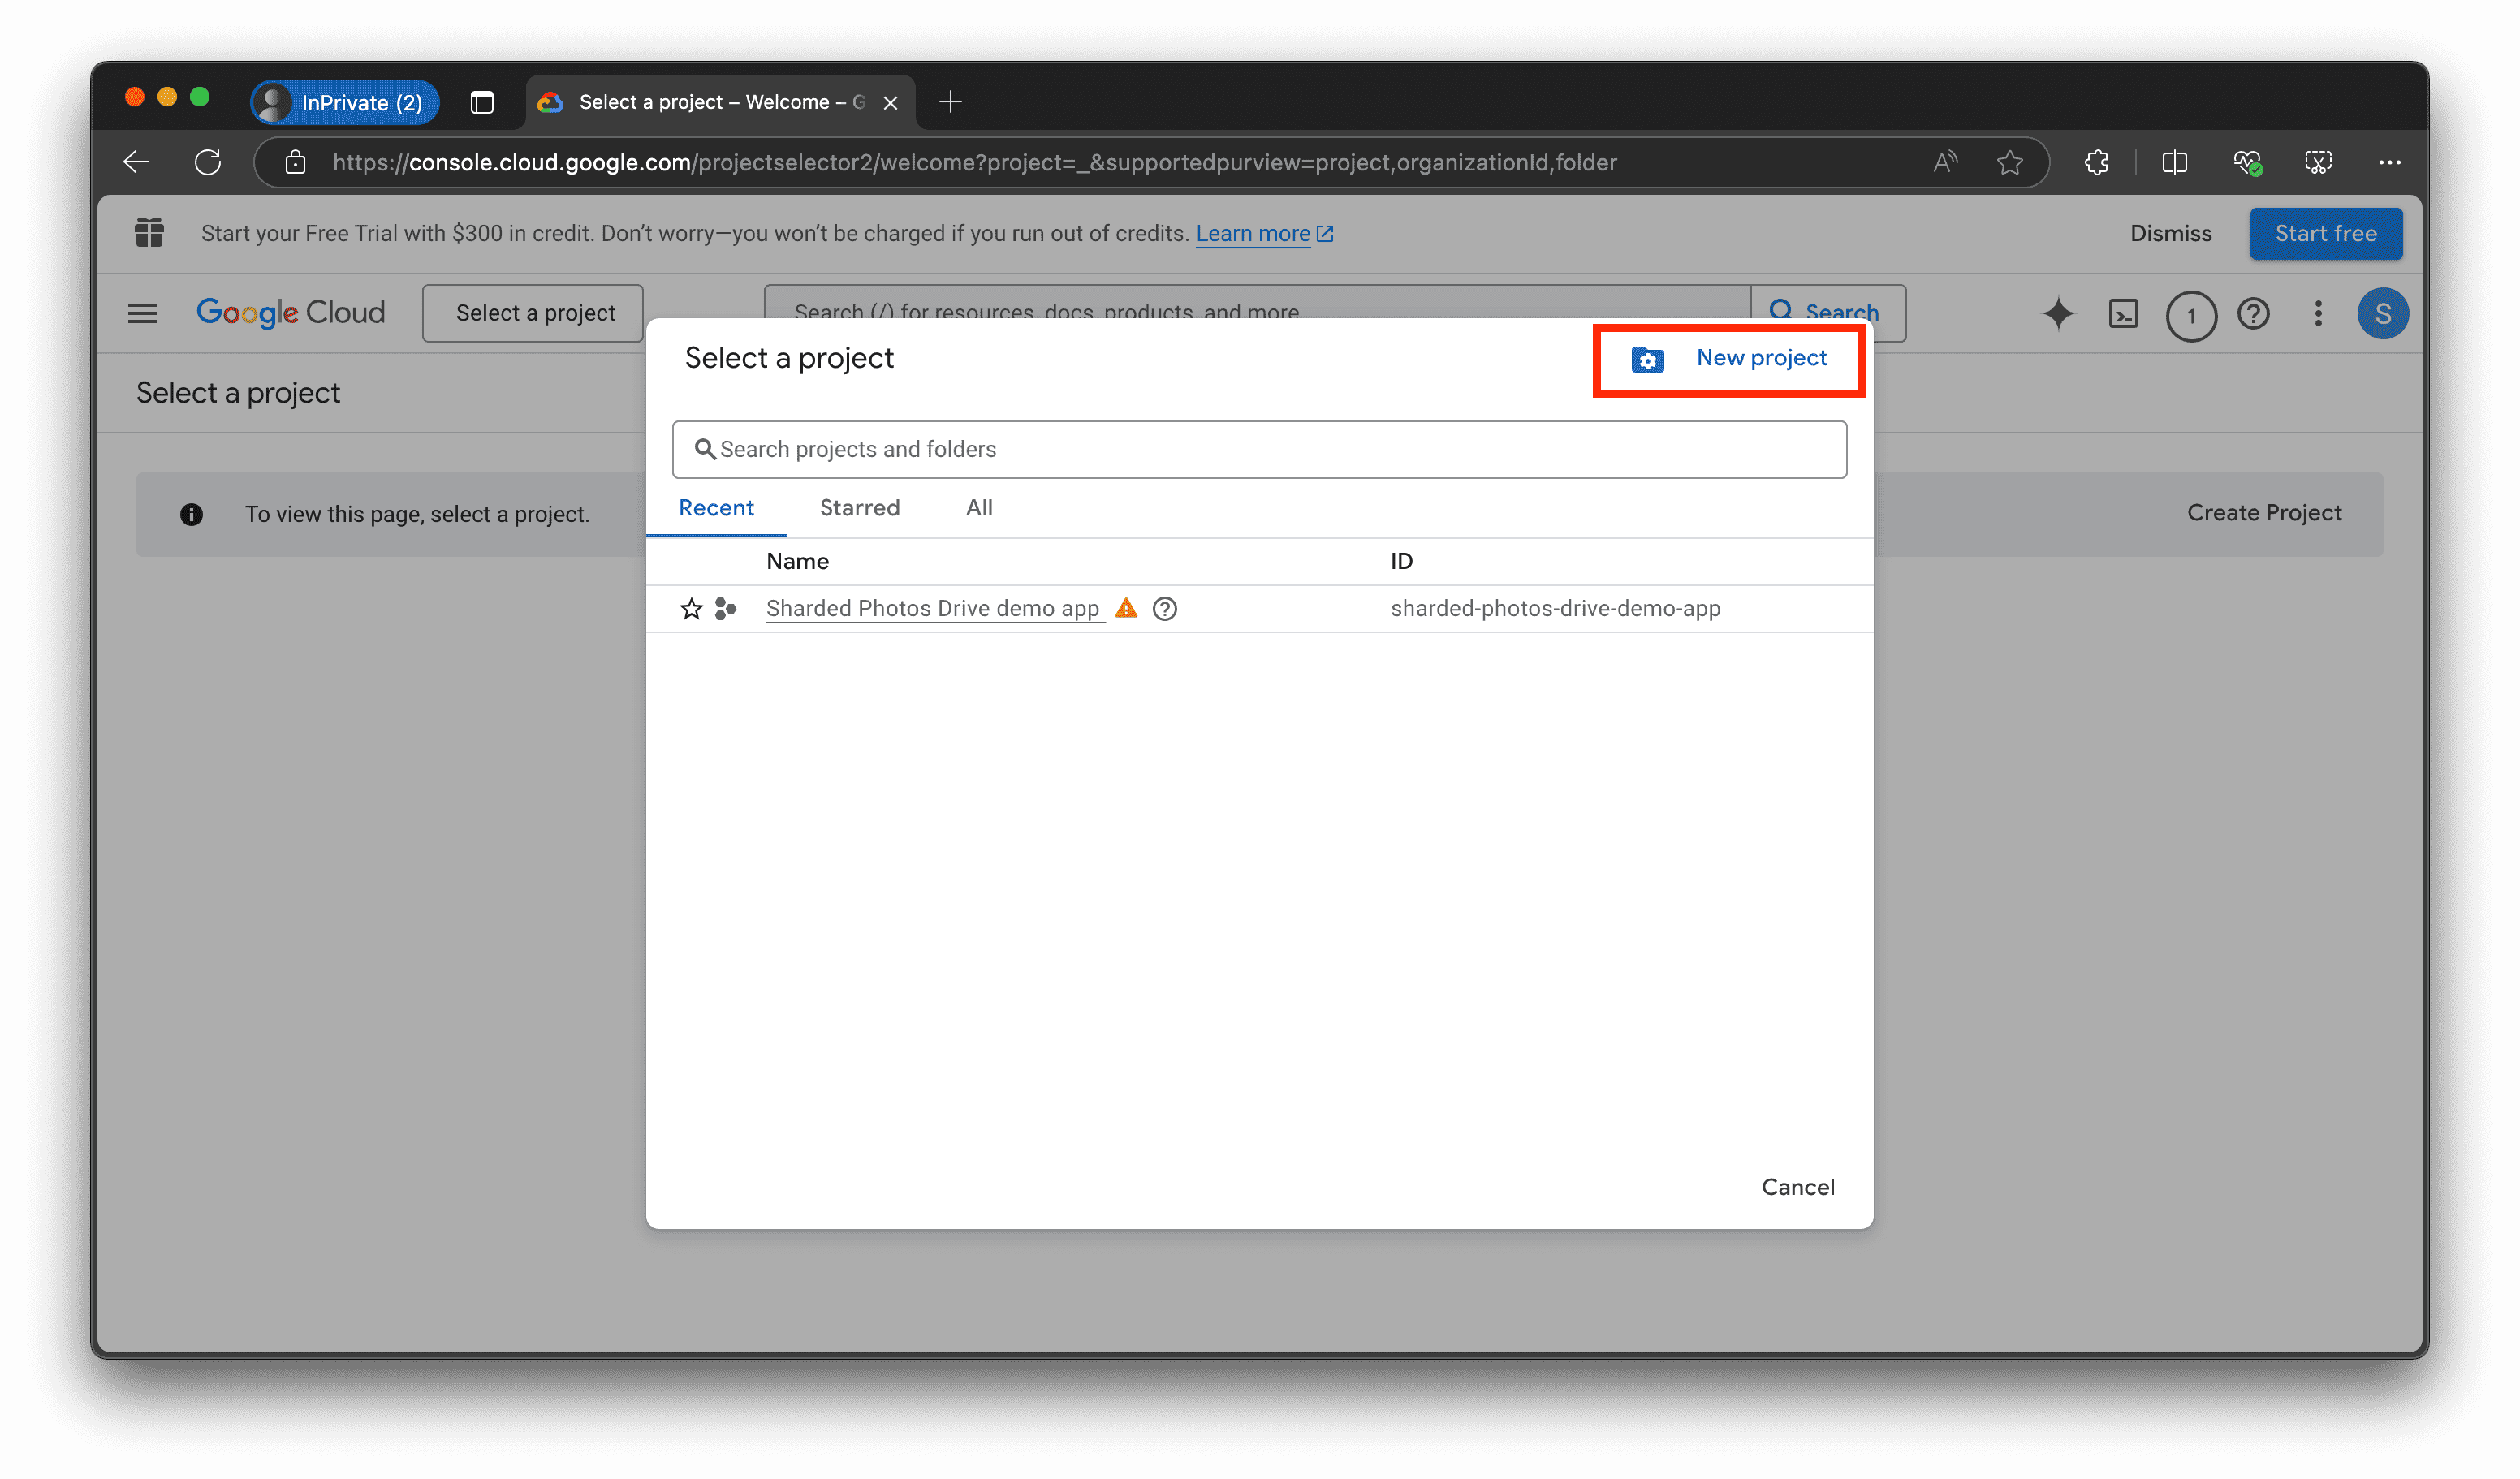 InPrivate (2)
Select a project – Welcome – G
https://console.cloud.google.com/projectselector2/welcome?project=_&supportedpurview=project,organizationId,folder
Start your Free Trial with $300 in credit. Don’t worry—you won’t be charged if you run out of credits. Learn more
Dismiss
Start free
Google Cloud
Select a project
Search (/) for resources, docs, products, and more
Search
1
S
Select a project
Select a project
New project
Search projects and folders
Recent
Starred
All
To view this page, select a project.
Create Project
Name
ID
Sharded Photos Drive demo app
sharded-photos-drive-demo-app
Cancel